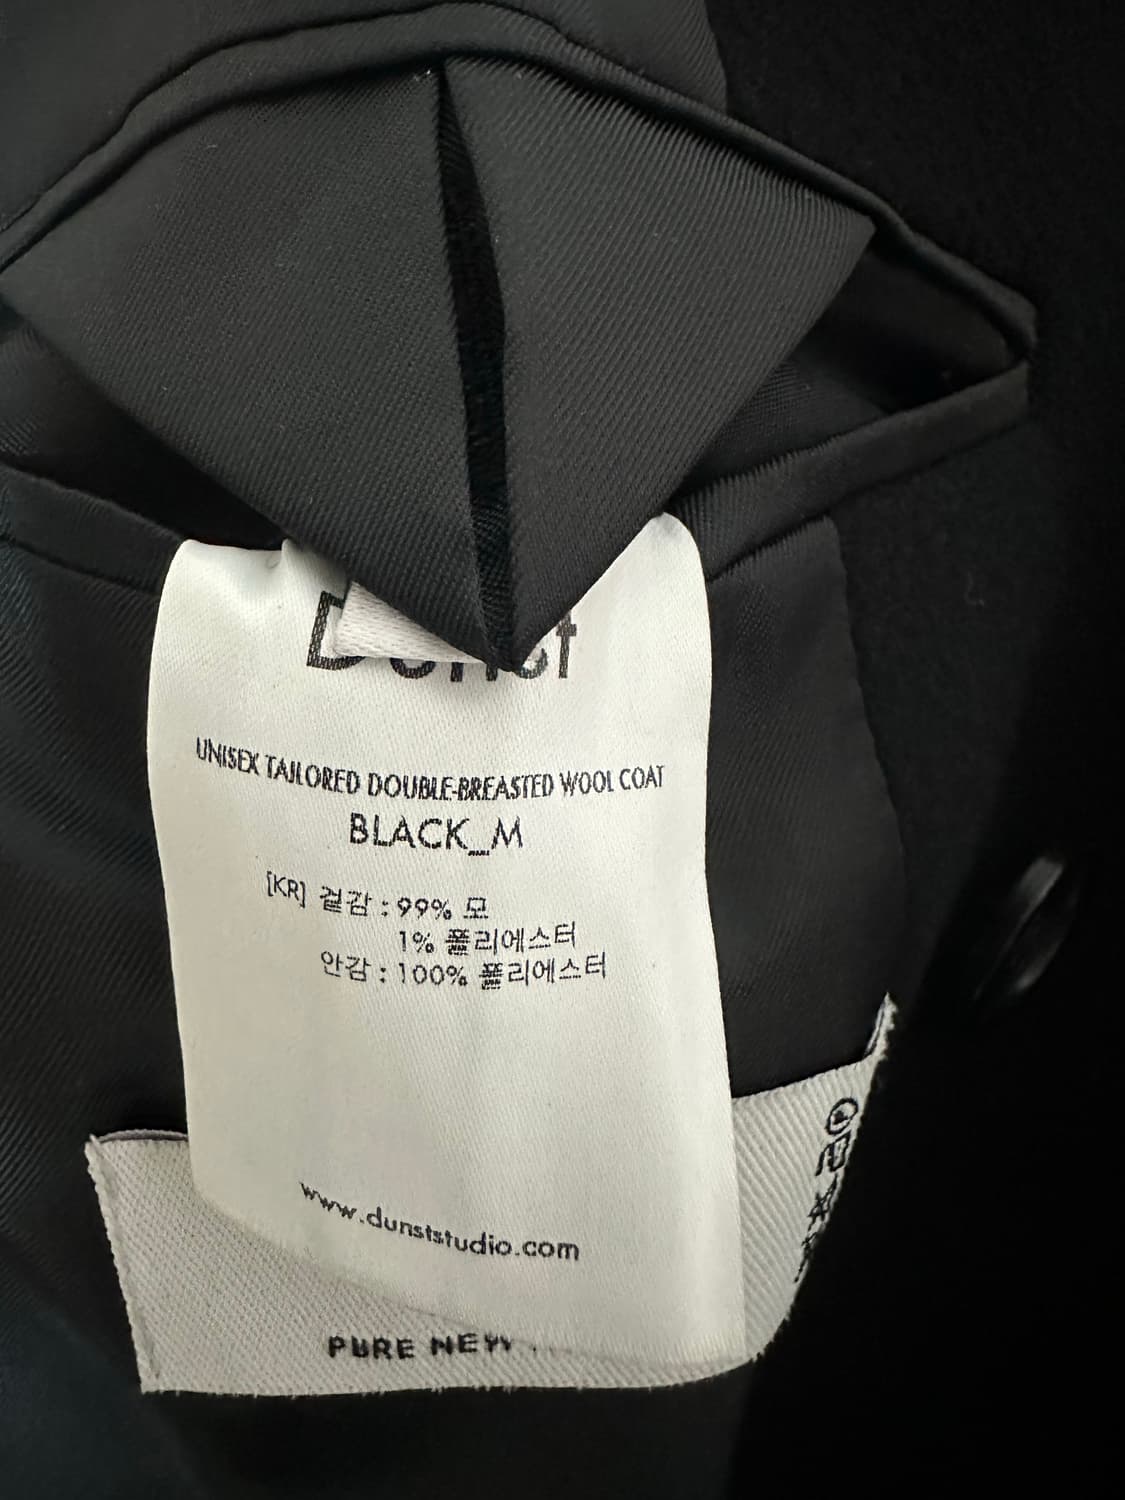 Dunst
UNISEX TAILORED DOUBLE-BREASTED WOOL COAT
BLACK_M
[KR] 겉감 : 99% 모
1% 폴리에스터
안감 : 100% 폴리에스터
www.dunststudio.com
PURE NEW